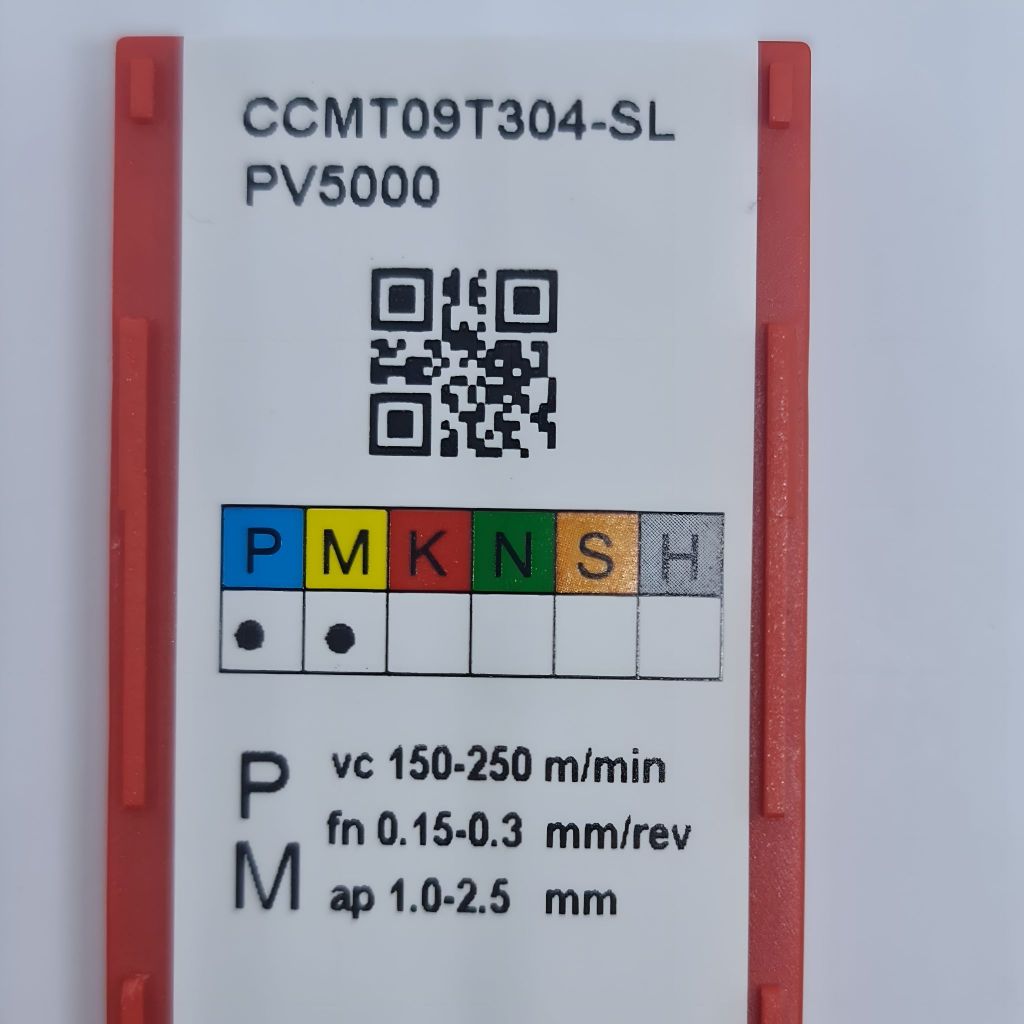 CCMT09T304-SL
PV5000
P M K N S H
P vc 150-250 m/min
fn 0.15-0.3 mm/rev
M ap 1.0-2.5 mm